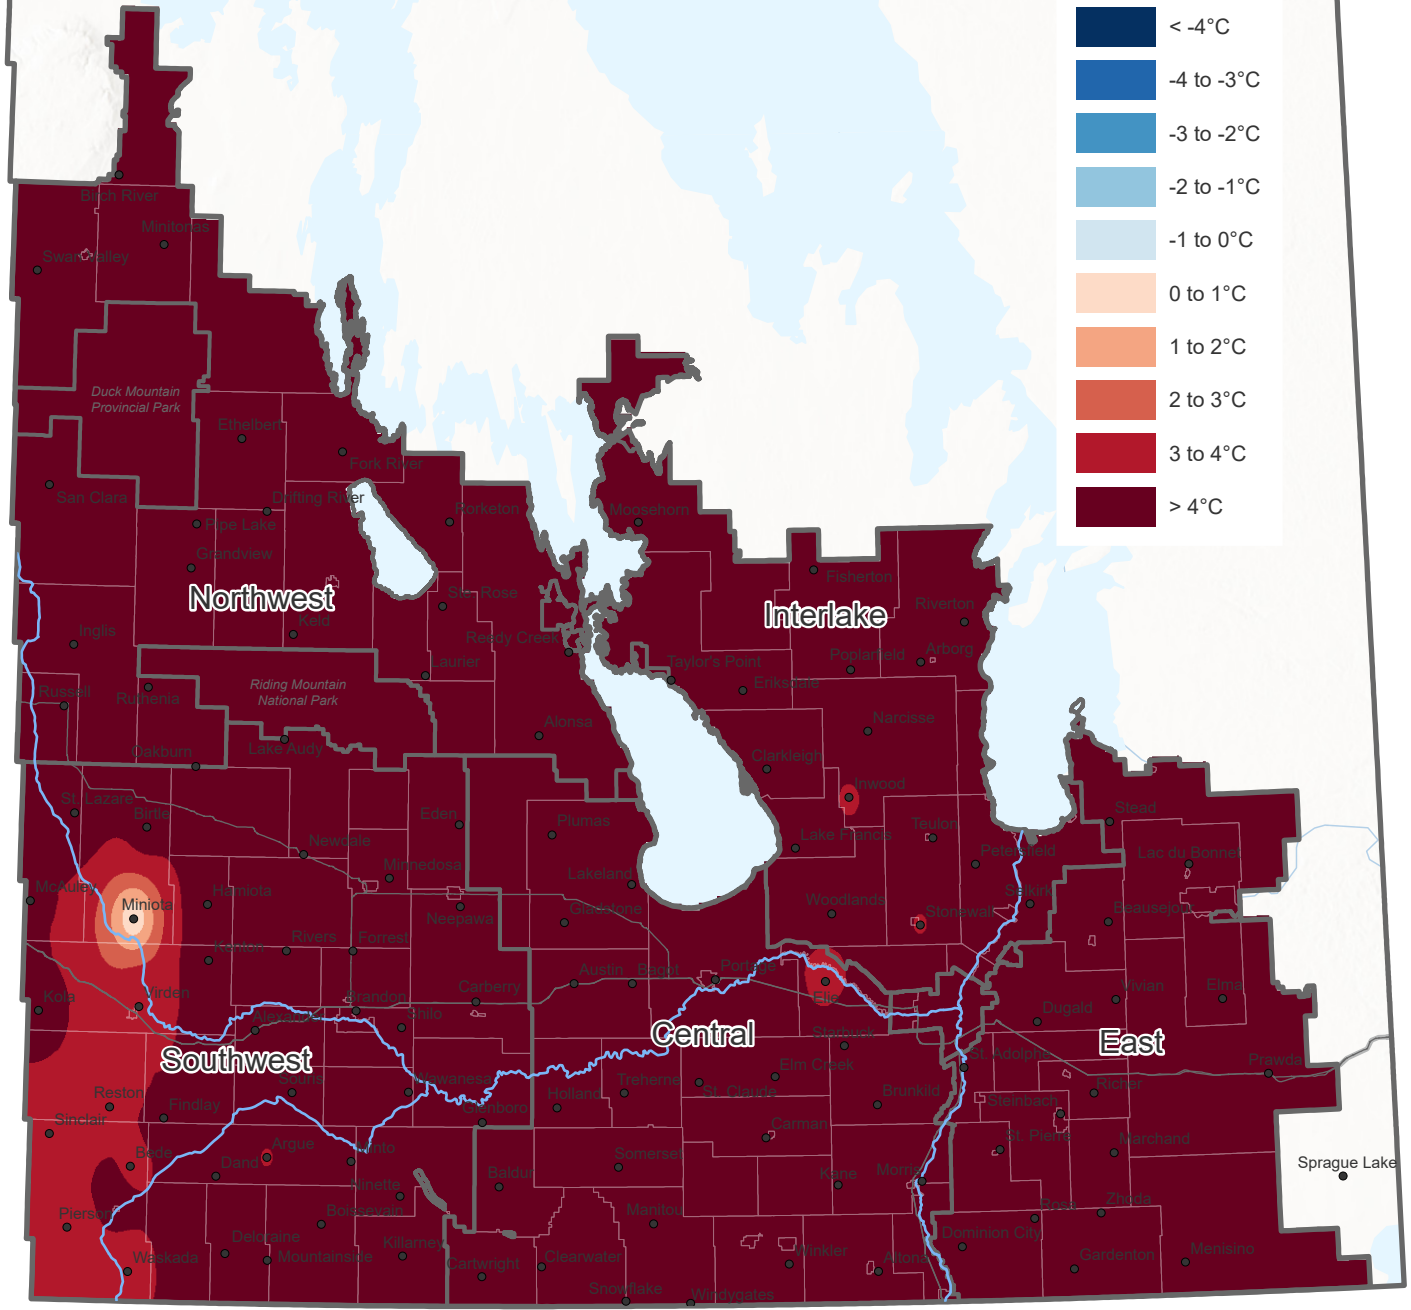 < -4°C
-4 to -3°C
-3 to -2°C
-2 to -1°C
-1 to 0°C
0 to 1°C
1 to 2°C
2 to 3°C
3 to 4°C
> 4°C
Birch River
Minitonas
Swan Valley
Duck Mountain
Provincial Park
Ethelbert
Fork River
San Clara
Drifting River
Rorketon
Moosehorn
Pipe Lake
Grandview
Fisherton
Northwest
Ste. Rose
Interlake
Riverton
Keld
Inglis
Reedy Creek
Laurier
Taylor's Point
Poplarfield
Arborg
Eriksdale
Russell
Ruthenia
Riding Mountain
National Park
Alonsa
Narcisse
Oakburn
Lake Audy
Clarkleigh
Inwood
St. Lazare
Birtle
Eden
Plumas
Stead
Teulon
Lake Francis
Newdale
Minnedosa
Petersfield
Lac du Bonnet
McAuley
Hamiota
Lakeland
Selkirk
Miniota
Neepawa
Gladstone
Woodlands
Stonewall
Beausejour
Kenton
Rivers
Forrest
Austin
Bagot
Portage
Kola
Virden
Brandon
Carberry
Elie
Vivian
Elma
Alexander
Shilo
Dugald
Southwest
Central
Starbuck
East
St. Adolphe
Prawda
Elm Creek
Souris
Wawanesa
Treherne
St. Claude
Brunkild
Richer
Reston
Findlay
Glenboro
Holland
Steinbach
Sinclair
Carman
St. Pierre
Marchand
Bede
Dand
Argue
Minto
Somerset
Baldur
Kane
Morris
Sprague Lake
Ninette
Pierson
Boissevain
Manitou
Rosa
Zhoda
Deloraine
Dominion City
Waskada
Mountainside
Killarney
Cartwright
Clearwater
Winkler
Altona
Gardenton
Menisino
Snowflake
Windygates